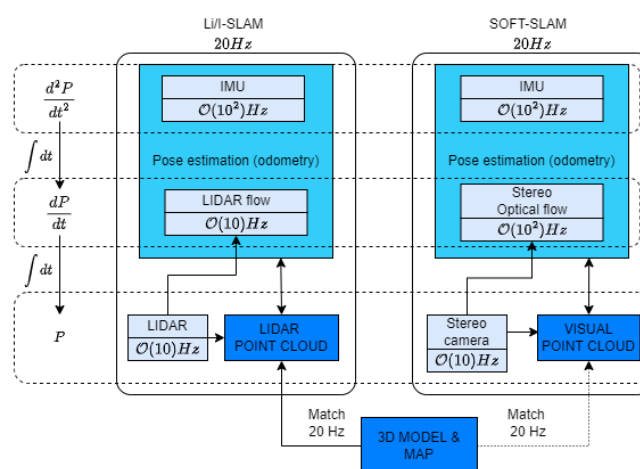 Li/I-SLAM
20Hz
SOFT-SLAM
20Hz
d²P
dt²
∫ dt
dP
dt
∫ dt
P
IMU
𝒪(10²)Hz
Pose estimation (odometry)
LIDAR flow
𝒪(10)Hz
LIDAR
𝒪(10)Hz
LIDAR
POINT CLOUD
IMU
𝒪(10²)Hz
Pose estimation (odometry)
Stereo
Optical flow
𝒪(10²)Hz
Stereo
camera
𝒪(10)Hz
VISUAL
POINT CLOUD
Match
20 Hz
3D MODEL &
MAP
Match
20 Hz